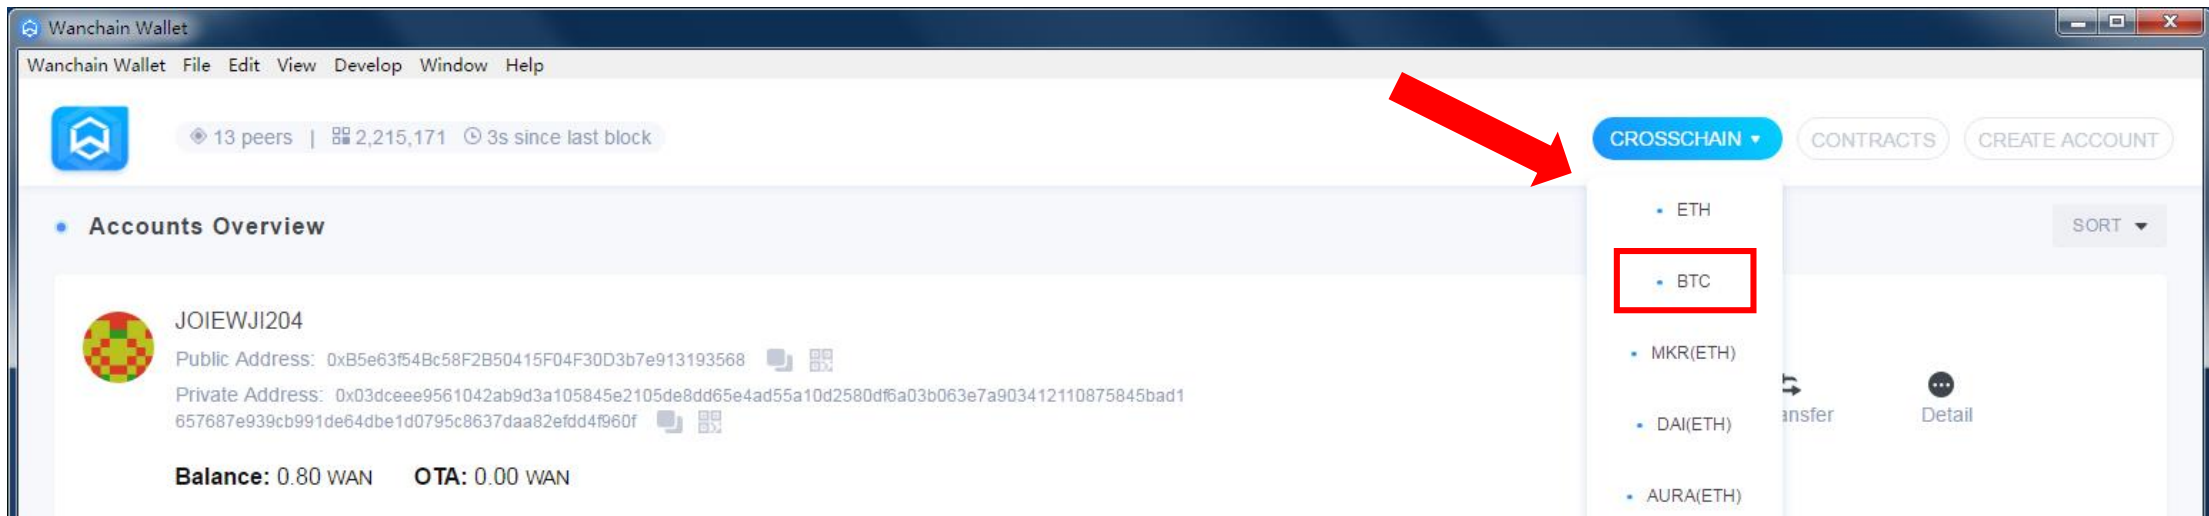 Wanchain Wallet
Wanchain Wallet File Edit View Develop Window Help
13 peers | 2,215,171 3s since last block
CROSSCHAIN CONTRACTS CREATE ACCOUNT
Accounts Overview
SORT
ETH
BTC
MKR(ETH)
DAI(ETH)
AURA(ETH)
JOIEWJI204
Public Address: 0xB5e63f54Bc58F2B50415F04F30D3b7e913193568
Private Address: 0x03dceee9561042ab9d3a105845e2105de8dd65e4ad55a10d2580df6a03b063e7a903412110875845bad1
657687e939cb991de64dbe1d0795c8637daa82efdd4f960f
Balance: 0.80 WAN OTA: 0.00 WAN
ansfer
Detail